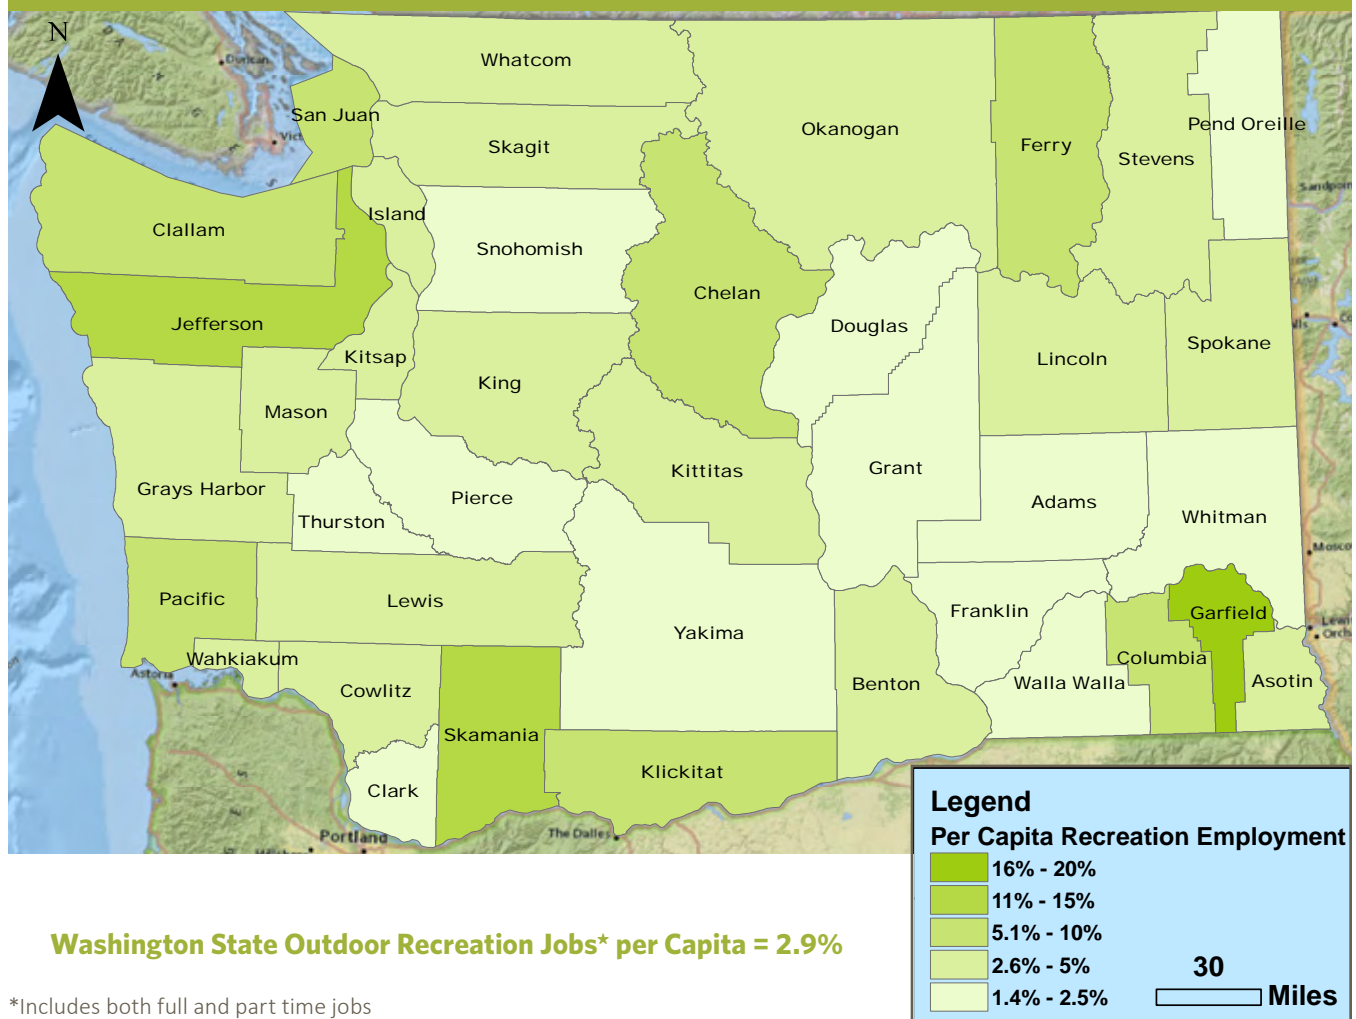 N
Duncan
Whatcom
San Juan
Skagit
Okanogan
Ferry
Stevens
Pend Oreille
Clallam
Island
Snohomish
Chelan
Jefferson
Kitsap
King
Douglas
Lincoln
Spokane
Mason
Kittitas
Grant
Grays Harbor
Pierce
Thurston
Adams
Whitman
Pacific
Lewis
Yakima
Franklin
Garfield
Wahkiakum
Astoria
Cowlitz
Benton
Walla Walla
Columbia
Asotin
Skamania
Klickitat
Clark
Portland
The Dalles
Legend
Per Capita Recreation Employment
16% - 20%
11% - 15%
5.1% - 10%
2.6% - 5%
1.4% - 2.5%
30
Miles
Washington State Outdoor Recreation Jobs* per Capita = 2.9%
*Includes both full and part time jobs